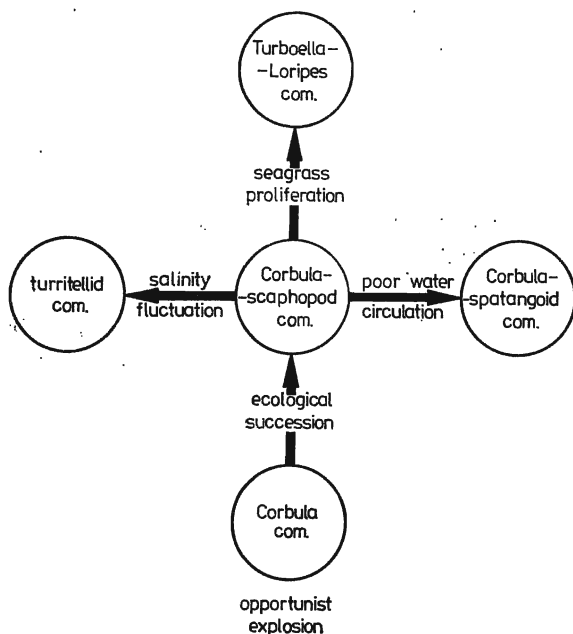 Turboella-
-Loripes
com.
seagrass
proliferation
turritellid
com.
salinity
fluctuation
Corbula-
-scaphopod
com.
poor water
circulation
Corbula-
-spatangoid
com.
ecological
succession
Corbula
com.
opportunist
explosion